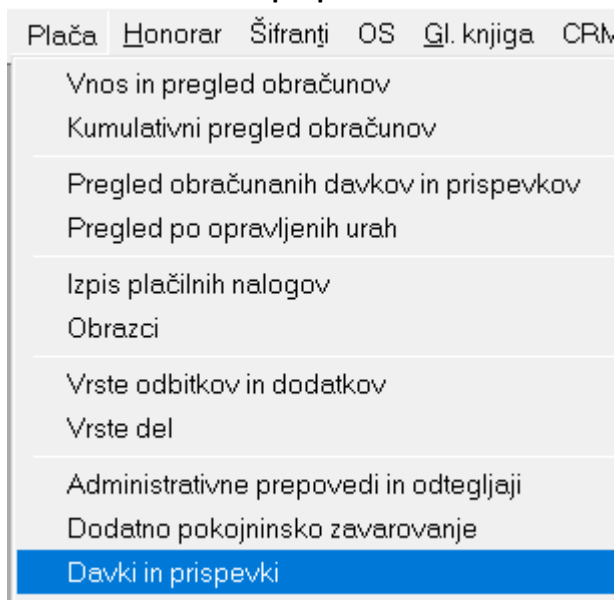 Plača Honorar Šifranti OS Gl. knjiga CRM
Vnos in pregled obračunov
Kumulativni pregled obračunov
Pregled obračunanih davkov in prispevkov
Pregled po opravljenih urah
Izpis plačilnih nalogov
Obrazci
Vrste odbitkov in dodatkov
Vrste del
Administrativne prepovedi in odtegljaji
Dodatno pokojninsko zavarovanje
Davki in prispevki